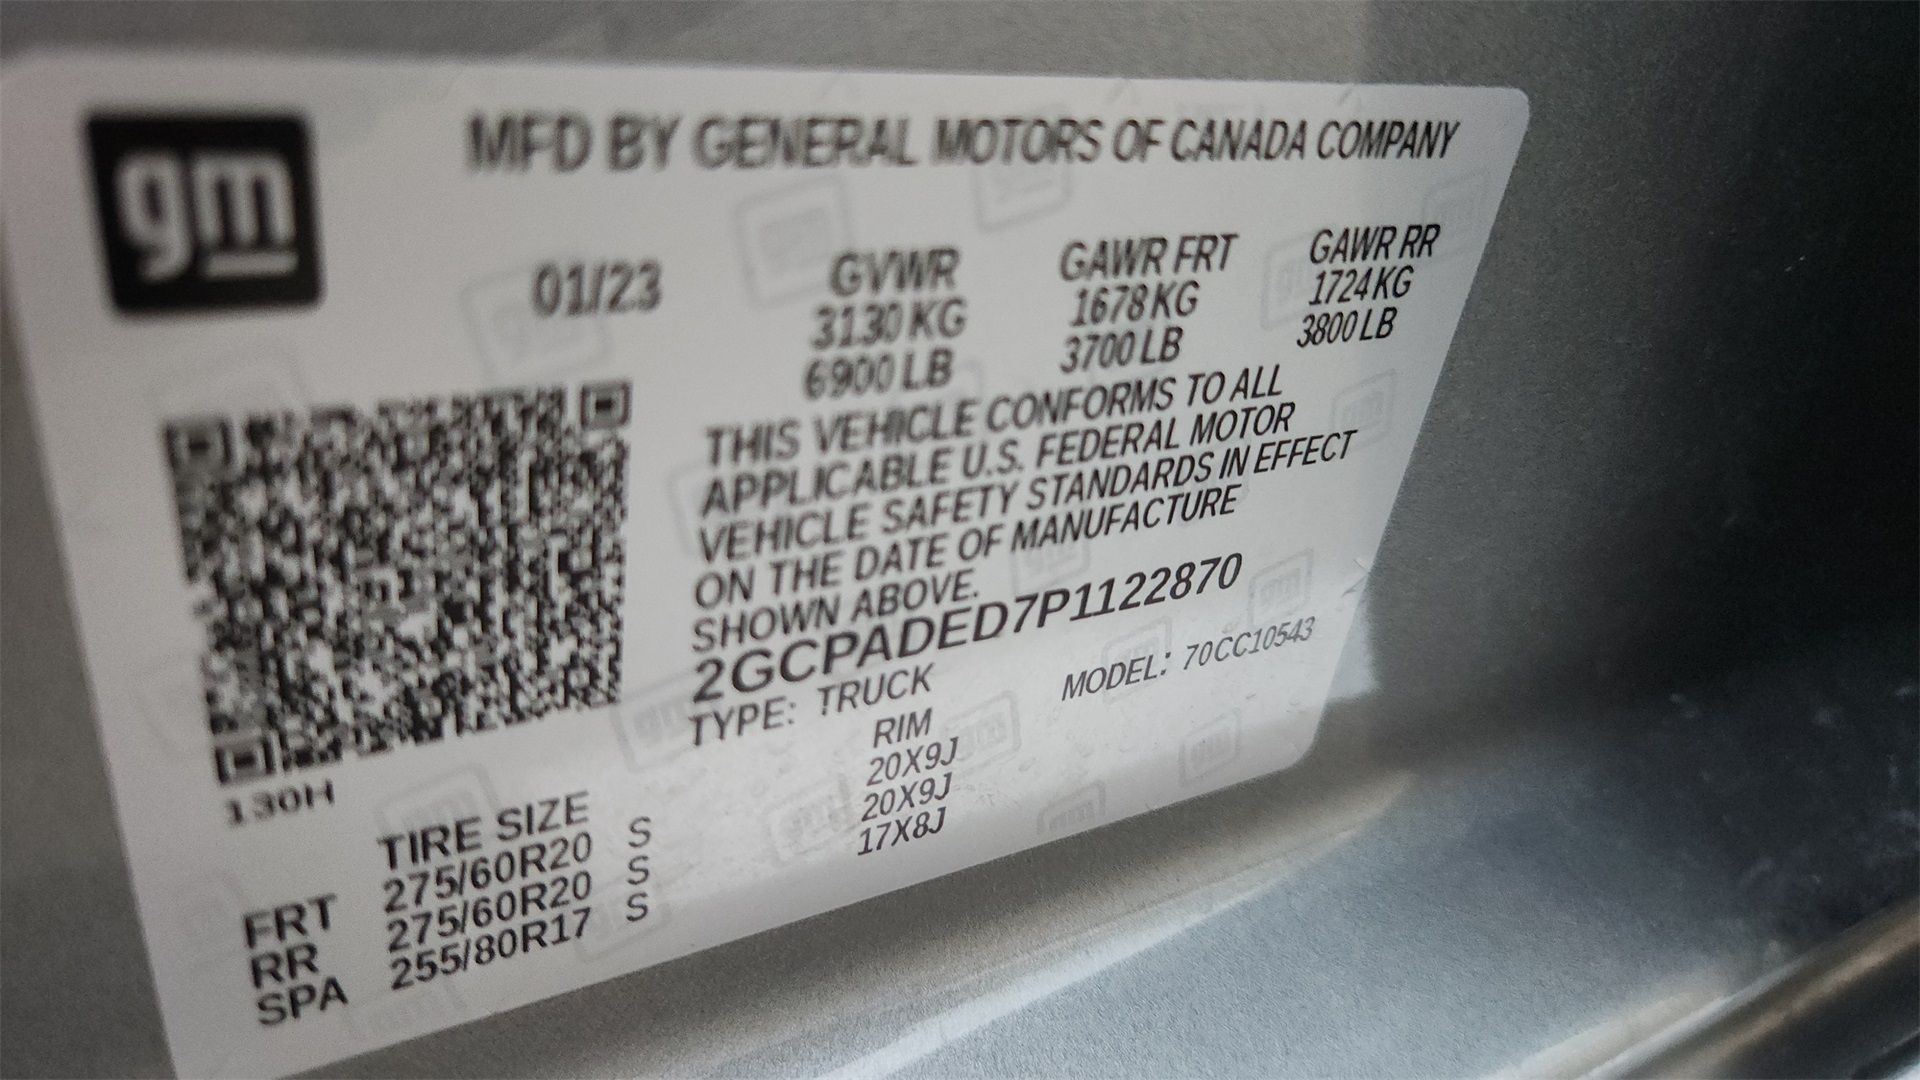 gm
MFD BY GENERAL MOTORS OF CANADA COMPANY
01/23 GVWR GAWR FRT GAWR RR
3130 KG 1678 KG 1724 KG
6900 LB 3700 LB 3800 LB
THIS VEHICLE CONFORMS TO ALL
APPLICABLE U.S. FEDERAL MOTOR
VEHICLE SAFETY STANDARDS IN EFFECT
ON THE DATE OF MANUFACTURE
SHOWN ABOVE.
2GCPADED7P1122870
TYPE: TRUCK MODEL: 70CC10543
130H
TIRE SIZE RIM
FRT 275/60R20 S 20X9J
RR 275/60R20 S 20X9J
SPA 255/80R17 S 17X8J